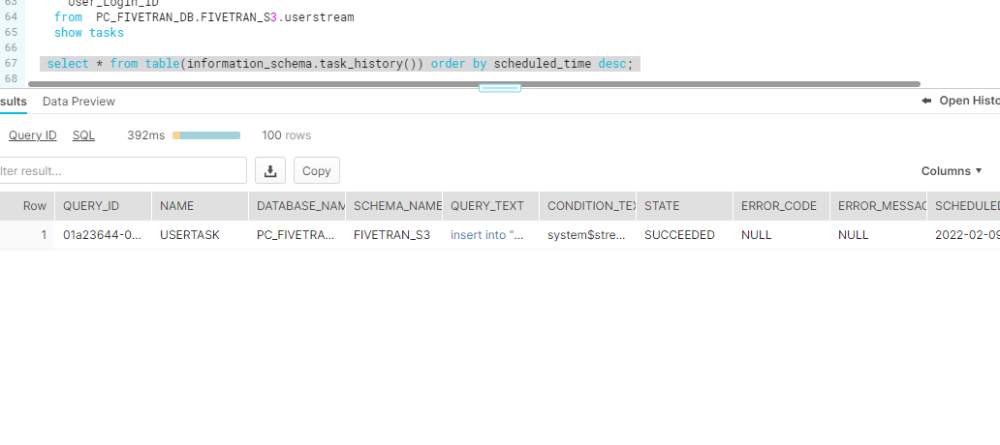 63 User_Login_ID
64 from PC_FIVETRAN_DB.FIVETRAN_S3.userstream
65 show tasks
66
67 select * from table(information_schema.task_history()) order by scheduled_time desc;
68
sults Data Preview Open Histo
Query ID SQL 392ms 100 rows
lter result... Copy Columns
Row QUERY_ID NAME DATABASE_NAM SCHEMA_NAME QUERY_TEXT CONDITION_TEX STATE ERROR_CODE ERROR_MESSAG SCHEDULED
1 01a23644-0... USERTASK PC_FIVETRA... FIVETRAN_S3 insert into "... system$stre... SUCCEEDED NULL NULL 2022-02-09